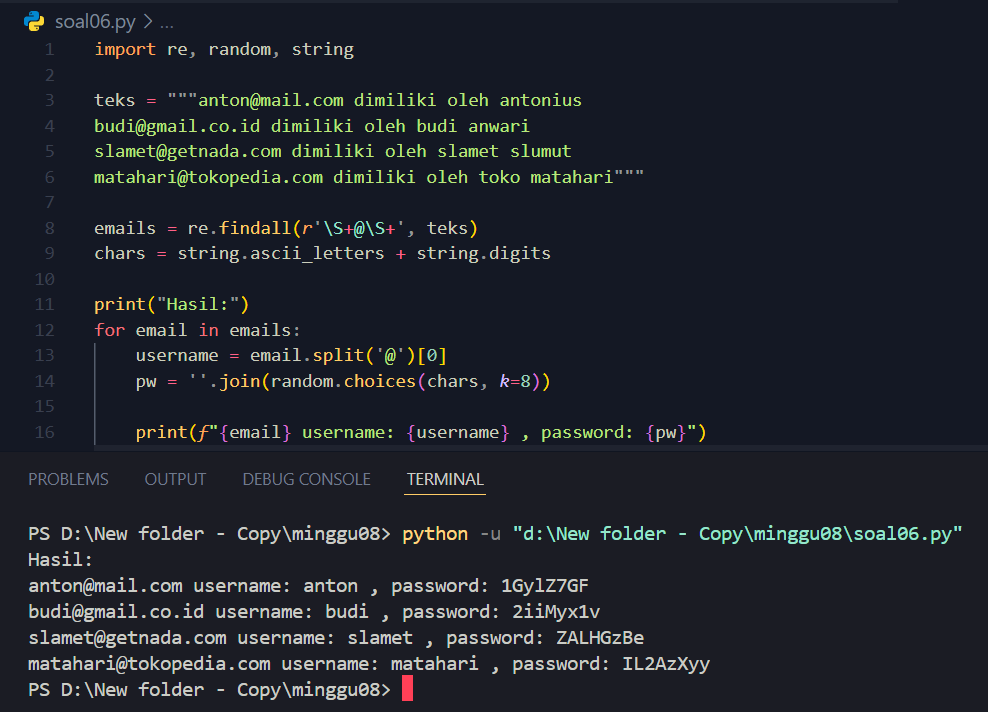 soal06.py > ...
1 import re, random, string
2
3 teks = """anton@mail.com dimiliki oleh antonius
4 budi@gmail.co.id dimiliki oleh budi anwari
5 slamet@getnada.com dimiliki oleh slamet slumut
6 matahari@tokopedia.com dimiliki oleh toko matahari"""
7
8 emails = re.findall(r'\S+@\S+', teks)
9 chars = string.ascii_letters + string.digits
10
11 print("Hasil:")
12 for email in emails:
13     username = email.split('@')[0]
14     pw = ''.join(random.choices(chars, k=8))
15
16     print(f"{email} username: {username} , password: {pw}")
PROBLEMS OUTPUT DEBUG CONSOLE TERMINAL
PS D:\New folder - Copy\minggu08> python -u "d:\New folder - Copy\minggu08\soal06.py"
Hasil:
anton@mail.com username: anton , password: 1GylZ7GF
budi@gmail.co.id username: budi , password: 2iiMyx1v
slamet@getnada.com username: slamet , password: ZALHGzBe
matahari@tokopedia.com username: matahari , password: IL2AzXyy
PS D:\New folder - Copy\minggu08>